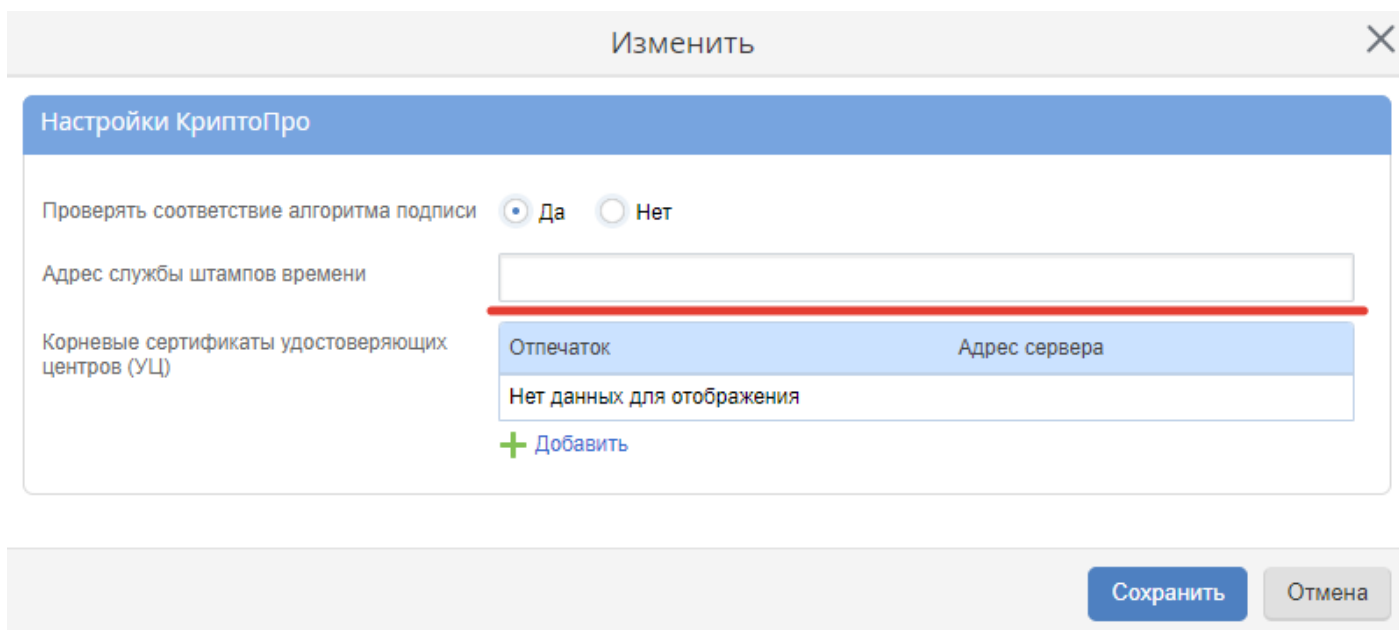 Изменить
Настройки КриптоПро
Проверять соответствие алгоритма подписи Да Нет
Адрес службы штампов времени
Корневые сертификаты удостоверяющих
центров (УЦ)
Отпечаток Адрес сервера
Нет данных для отображения
Добавить
Сохранить Отмена